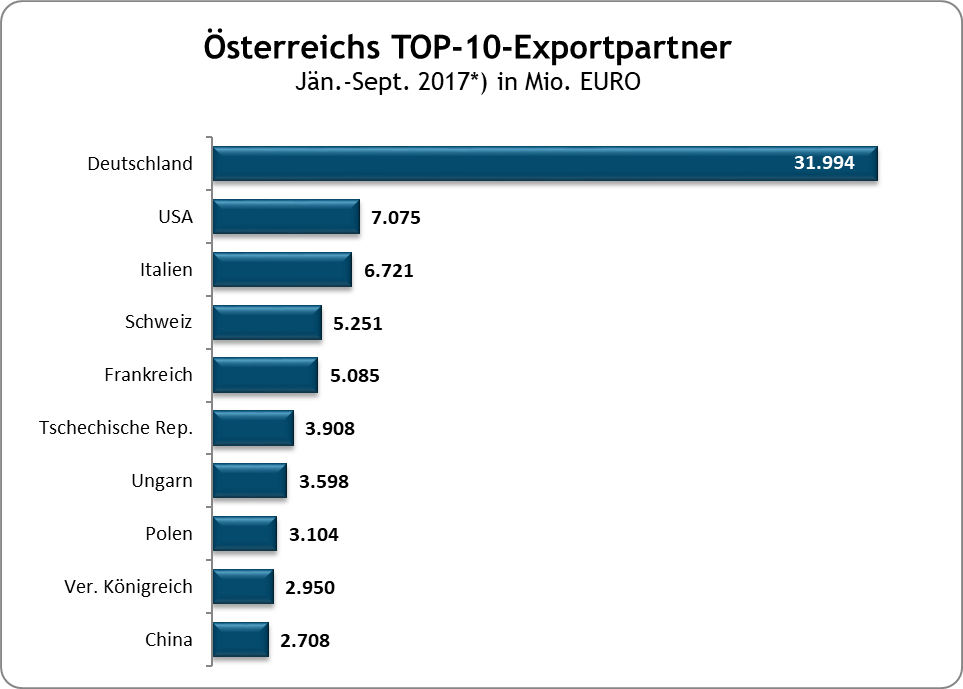 Österreichs TOP-10-Exportpartner
Jän.-Sept. 2017*) in Mio. EURO
Deutschland 31.994
USA 7.075
Italien 6.721
Schweiz 5.251
Frankreich 5.085
Tschechische Rep. 3.908
Ungarn 3.598
Polen 3.104
Ver. Königreich 2.950
China 2.708